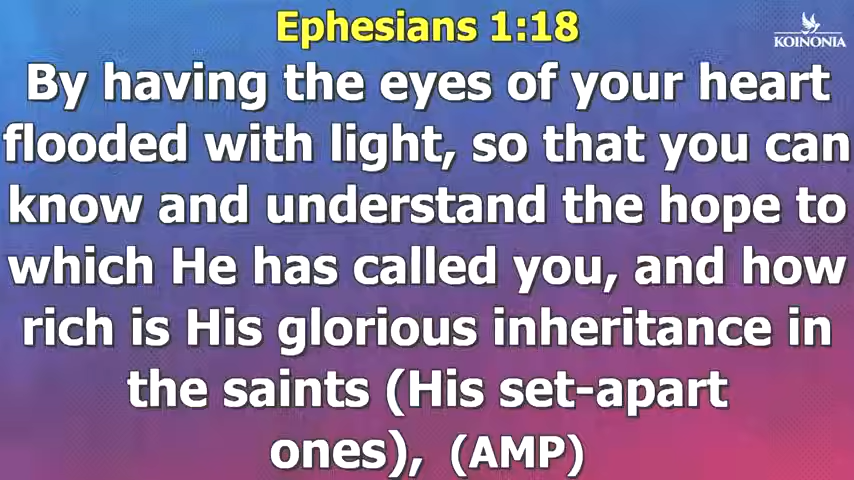 Ephesians 1:18
KOINONIA
By having the eyes of your heart
flooded with light, so that you can
know and understand the hope to
which He has called you, and how
rich is His glorious inheritance in
the saints (His set-apart
ones), (AMP)